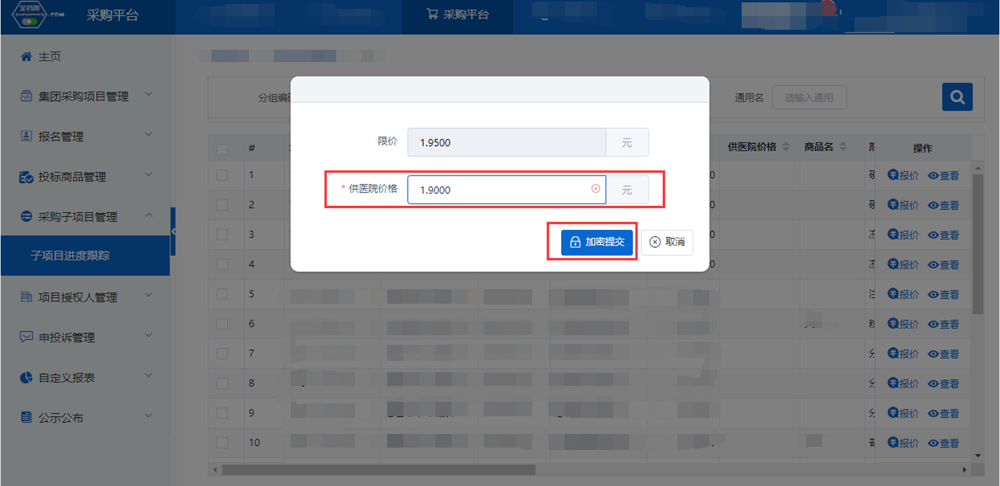 全药网
quanyaowang
.COM
采购平台
采购平台
主页
集团采购项目管理
报名管理
投标商品管理
采购子项目管理
子项目进度跟踪
项目授权人管理
申投诉管理
自定义报表
公示公布
分组编
通用名
请输入通用
限价
1.9500
元
* 供医院价格
1.9000
元
加密提交
取消
#
供医院价格
商品名
操作
1
0
报价
查看
2
0
报价
查看
3
0
报价
查看
4
0
报价
查看
5
报价
查看
6
报价
查看
7
报价
查看
8
报价
查看
9
报价
查看
10
报价
查看